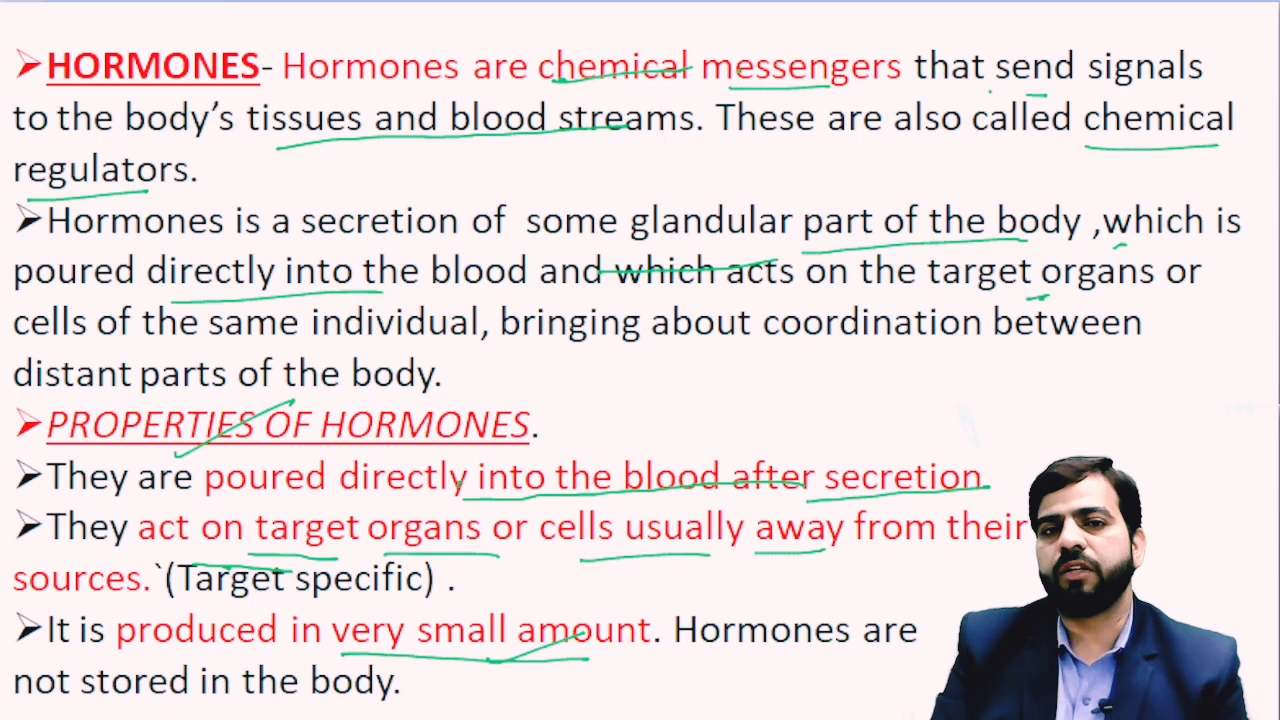 ➢HORMONES- Hormones are chemical messengers that send signals
to the body's tissues and blood streams. These are also called chemical
regulators.
➢Hormones is a secretion of some glandular part of the body ,which is
poured directly into the blood and which acts on the target organs or
cells of the same individual, bringing about coordination between
distant parts of the body.
➢PROPERTIES OF HORMONES.
➢They are poured directly into the blood after secretion.
➢They act on target organs or cells usually away from their
sources.`(Target specific) .
➢It is produced in very small amount. Hormones are
not stored in the body.